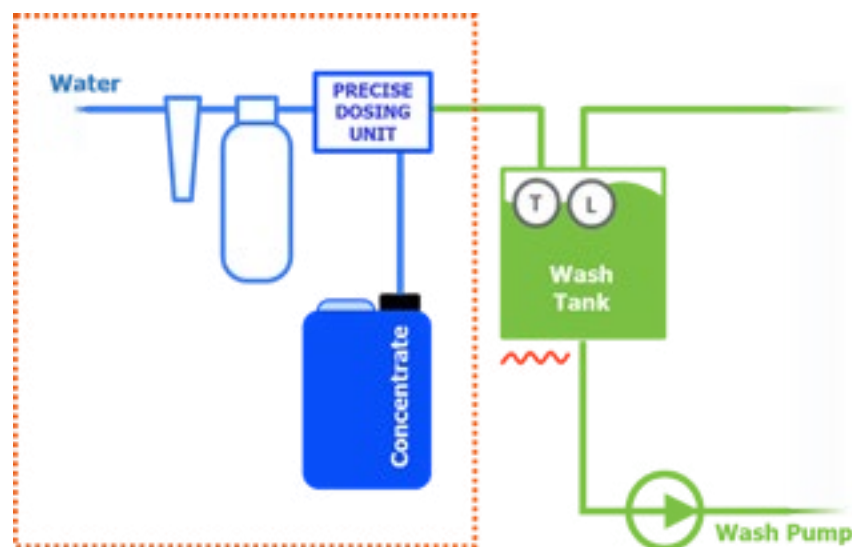 Water
PRECISE
DOSING
UNIT
T
L
Wash
Tank
Concentrate
Wash Pump